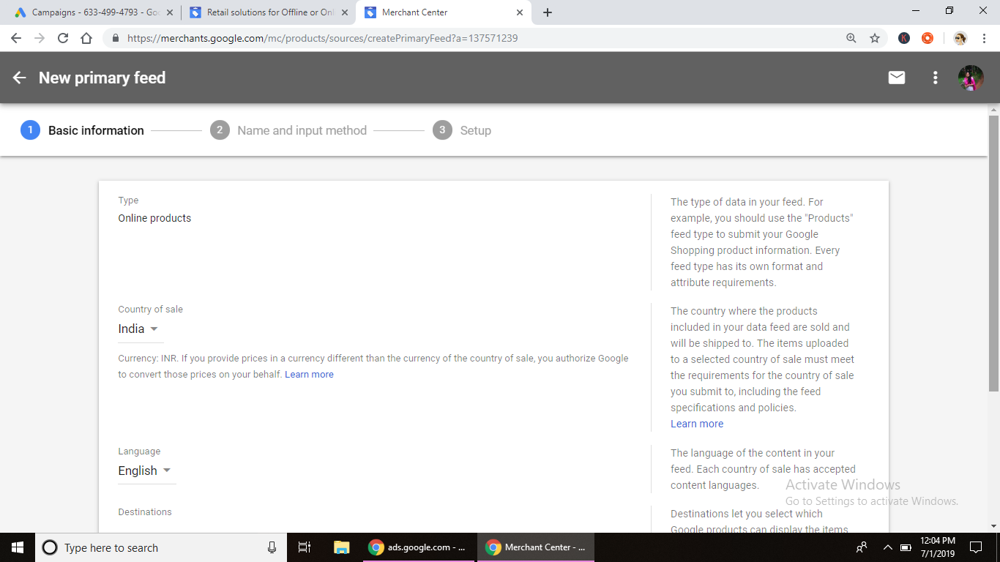 Campaigns - 633-499-4793 - Goo
Retail solutions for Offline or Onl
Merchant Center
https://merchants.google.com/mc/products/sources/createPrimaryFeed?a=137571239
K
New primary feed
1 Basic information
2 Name and input method
3 Setup
Type
Online products
The type of data in your feed. For
example, you should use the "Products"
feed type to submit your Google
Shopping product information. Every
feed type has its own format and
attribute requirements.
Country of sale
India
Currency: INR. If you provide prices in a currency different than the currency of the country of sale, you authorize Google
to convert those prices on your behalf. Learn more
The country where the products
included in your data feed are sold and
will be shipped to. The items uploaded
to a selected country of sale must meet
the requirements for the country of sale
you submit to, including the feed
specifications and policies.
Learn more
Language
English
The language of the content in your
feed. Each country of sale has accepted
content languages.
Destinations
Destinations let you select which
Google products can display the items
Activate Windows
Go to Settings to activate Windows.
Type here to search
ads.google.com - ...
Merchant Center - ...
12:04 PM
7/1/2019